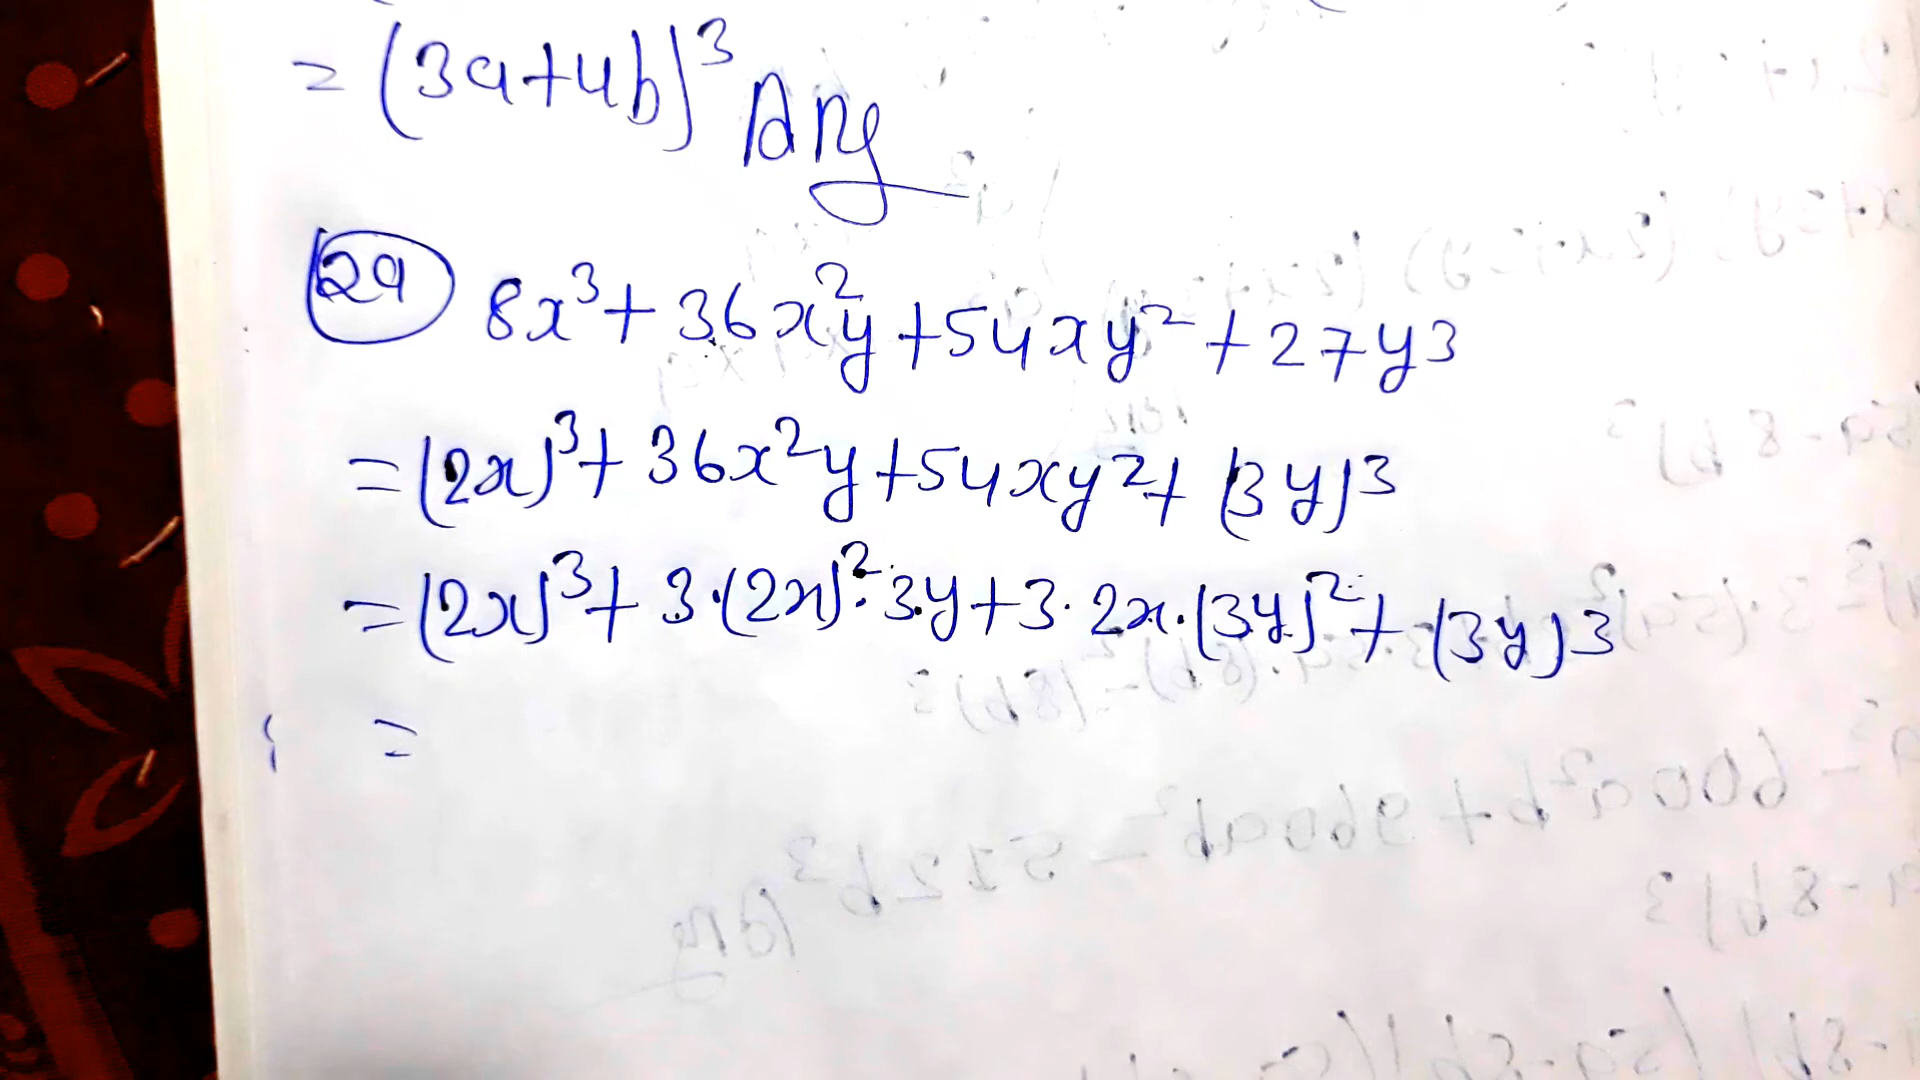 = (3a+4b)³ Ans
29 8x³ + 36x²y + 54xy² + 27y3
= (2x)³ + 36x²y + 54xy² + (3y)3
= (2x)³ + 3·(2x)²·3y + 3·2x·(3y)² + (3y)3
=